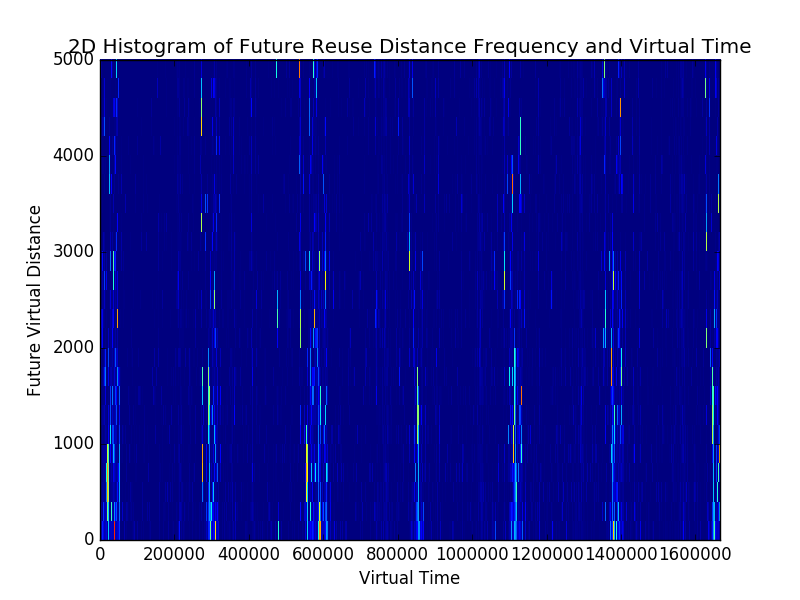 2D Histogram of Future Reuse Distance Frequency and Virtual Time
5000
4000
3000
2000
1000
0
Future Virtual Distance
0 200000 400000 600000 800000 1000000 1200000 1400000 1600000
Virtual Time